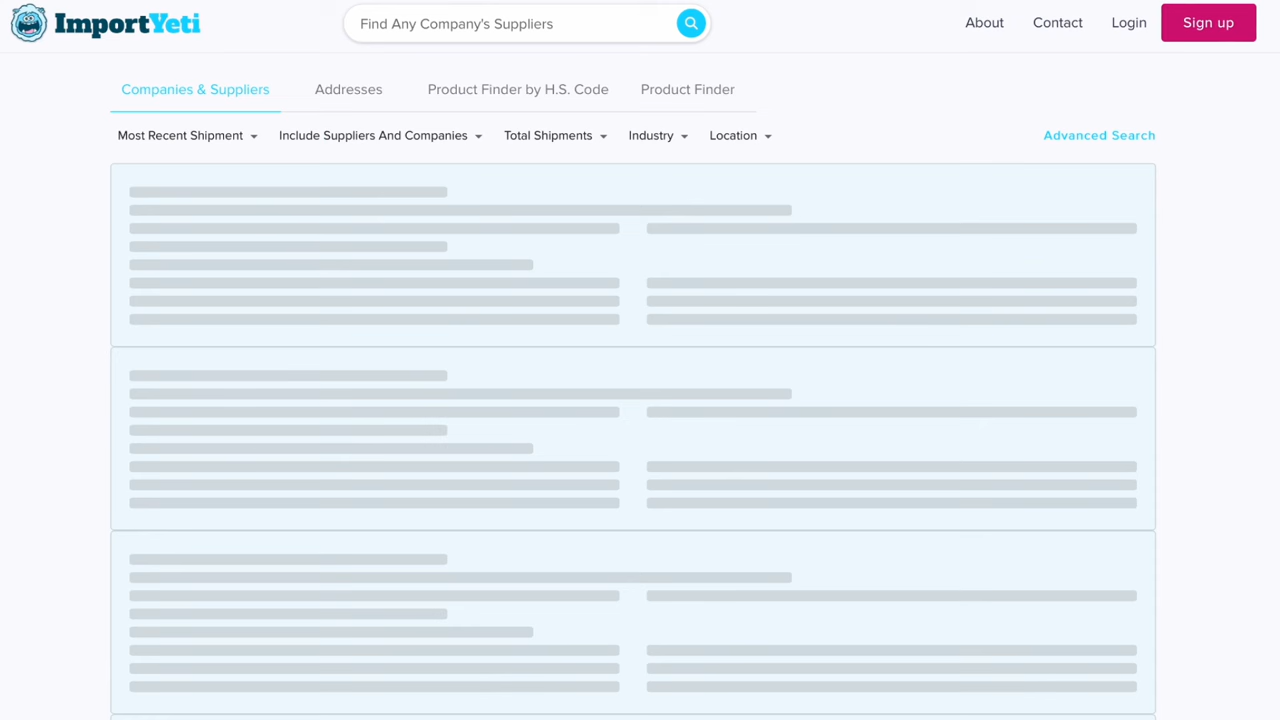 ImportYeti
Find Any Company's Suppliers
About
Contact
Login
Sign up
Companies & Suppliers
Addresses
Product Finder by H.S. Code
Product Finder
Most Recent Shipment
Include Suppliers And Companies
Total Shipments
Industry
Location
Advanced Search